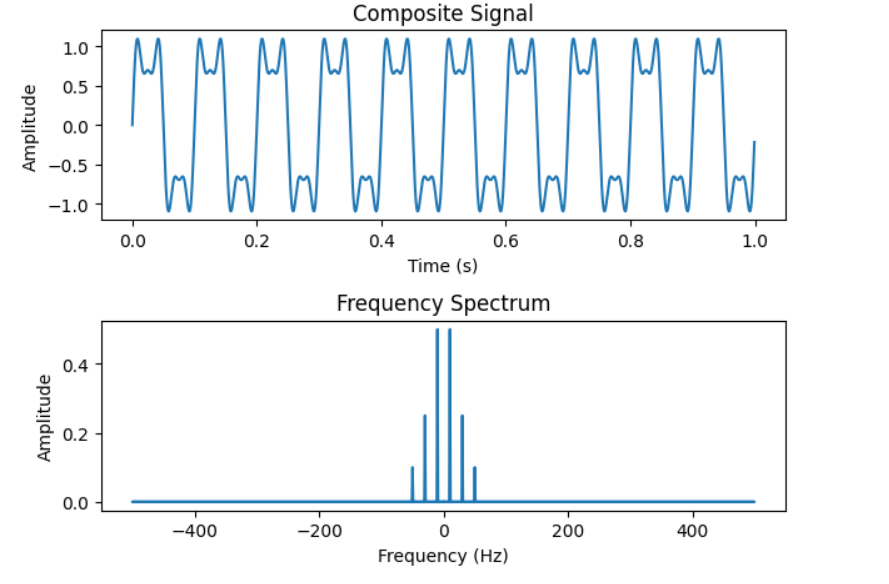 Composite Signal
1.0
0.5
0.0
−0.5
−1.0
Amplitude
0.0 0.2 0.4 0.6 0.8 1.0
Time (s)
Frequency Spectrum
0.4
0.2
0.0
Amplitude
−400 −200 0 200 400
Frequency (Hz)